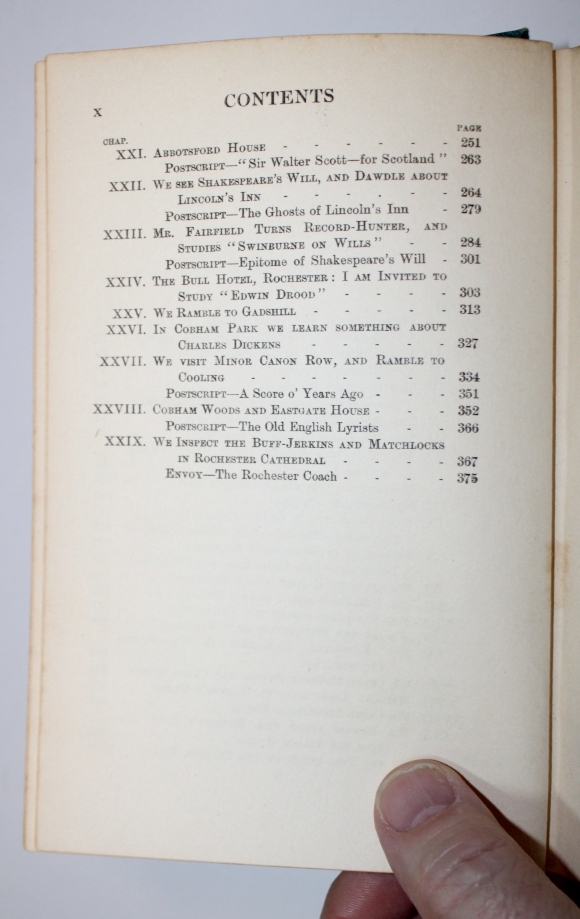 x
CONTENTS
CHAP. PAGE
XXI. ABBOTSFORD HOUSE - - - - - - 251
POSTSCRIPT—"Sir Walter Scott—for Scotland" 263
XXII. WE SEE SHAKESPEARE'S WILL, AND DAWDLE ABOUT
LINCOLN'S INN - - - - - - 264
POSTSCRIPT—The Ghosts of Lincoln's Inn - 279
XXIII. MR. FAIRFIELD TURNS RECORD-HUNTER, AND
STUDIES "SWINBURNE ON WILLS" - - 284
POSTSCRIPT—Epitome of Shakespeare's Will - 301
XXIV. THE BULL HOTEL, ROCHESTER: I AM INVITED TO
STUDY "EDWIN DROOD" - - - - 303
XXV. WE RAMBLE TO GADSHILL - - - - - 313
XXVI. IN COBHAM PARK WE LEARN SOMETHING ABOUT
CHARLES DICKENS - - - - - - 327
XXVII. WE VISIT MINOR CANON ROW, AND RAMBLE TO
COOLING - - - - - - - 334
POSTSCRIPT—A Score o' Years Ago - - - 351
XXVIII. COBHAM WOODS AND EASTGATE HOUSE - - - 352
POSTSCRIPT—The Old English Lyrists - - 366
XXIX. WE INSPECT THE BUFF-JERKINS AND MATCHLOCKS
IN ROCHESTER CATHEDRAL - - - - 367
ENVOY—The Rochester Coach - - - - 375